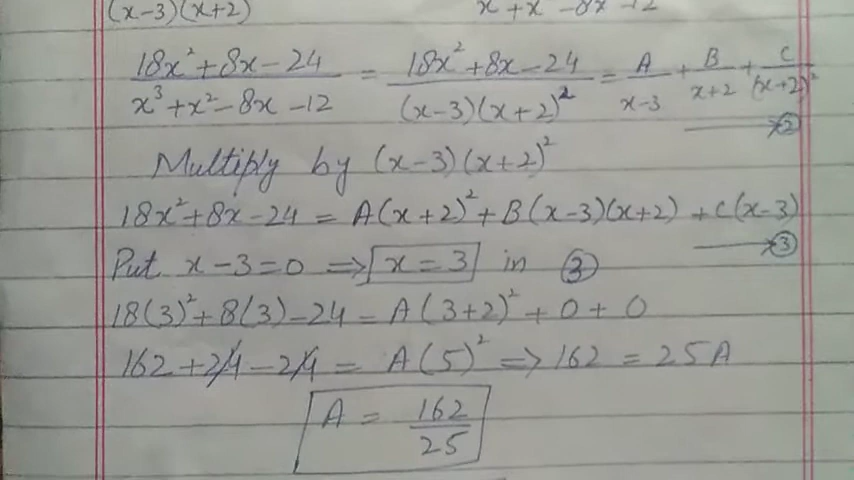 (x-3)(x+2)
x³+x²-8x-12
18x²+8x-24 / x³+x²-8x-12 = 18x²+8x-24 / (x-3)(x+2)² = A/x-3 + B/x+2 + C/(x+2)² → ②
Multiply by (x-3)(x+2)²
18x²+8x-24 = A(x+2)²+B(x-3)(x+2)+C(x-3) → ③
Put x-3=0 ⇒ x=3 in ③
18(3)²+8(3)-24 = A(3+2)²+0+0
162+24-24 = A(5)² ⇒ 162 = 25A
A = 162/25